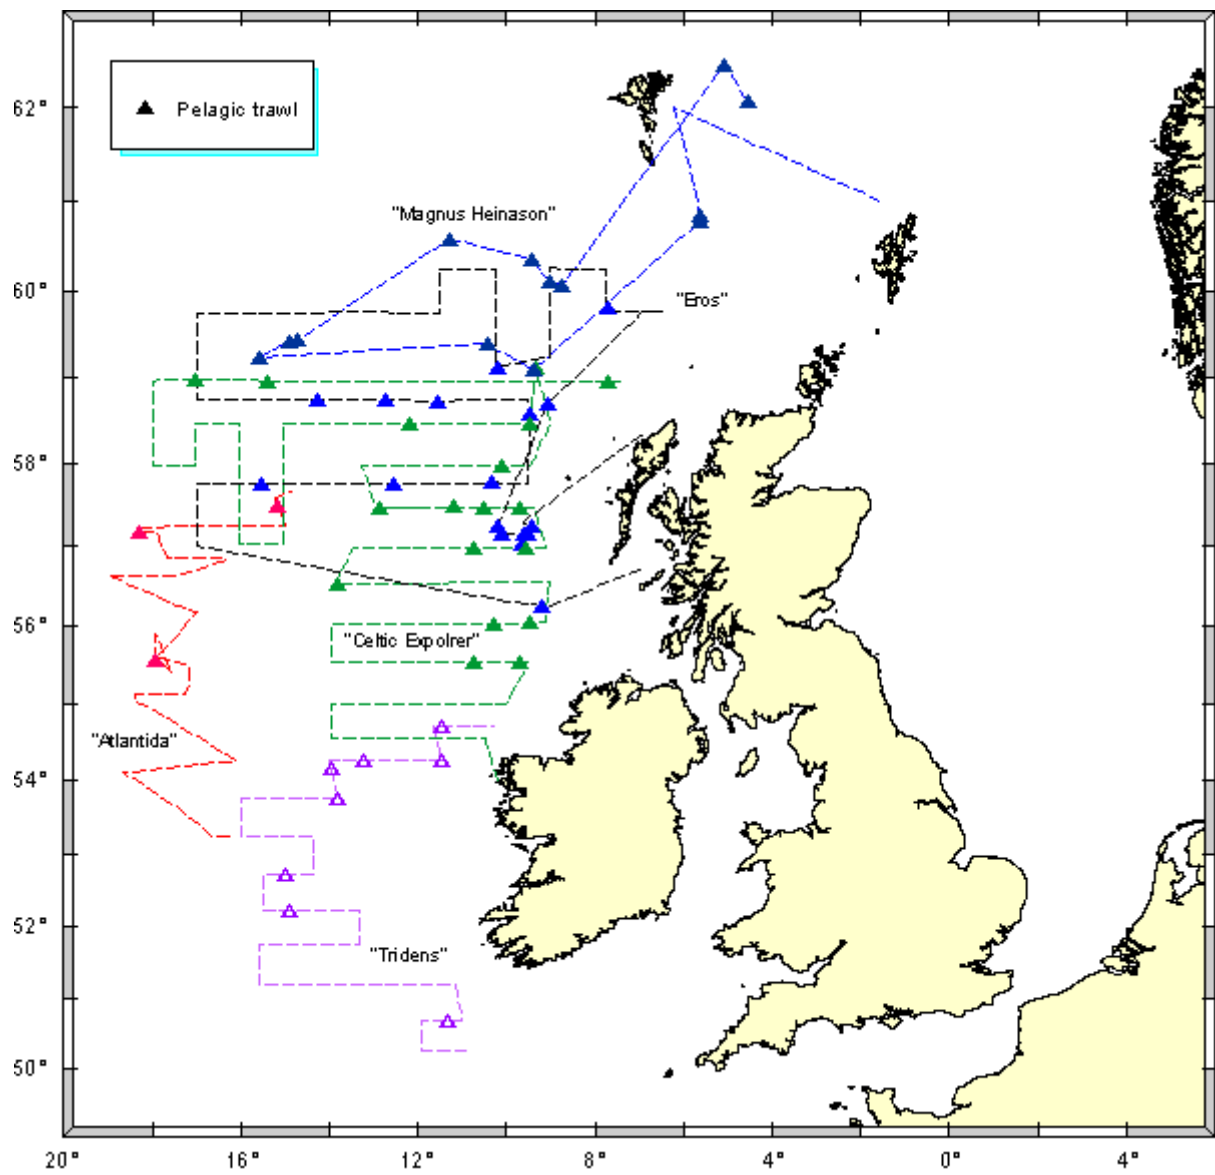 Pelagic trawl
62°
"Magnus Heinason"
60°
"Eros"
58°
56°
"Celtic Expolrer"
"Atlantida"
54°
52°
"Tridens"
50°
20° 16° 12° 8° 4° 0° 4°